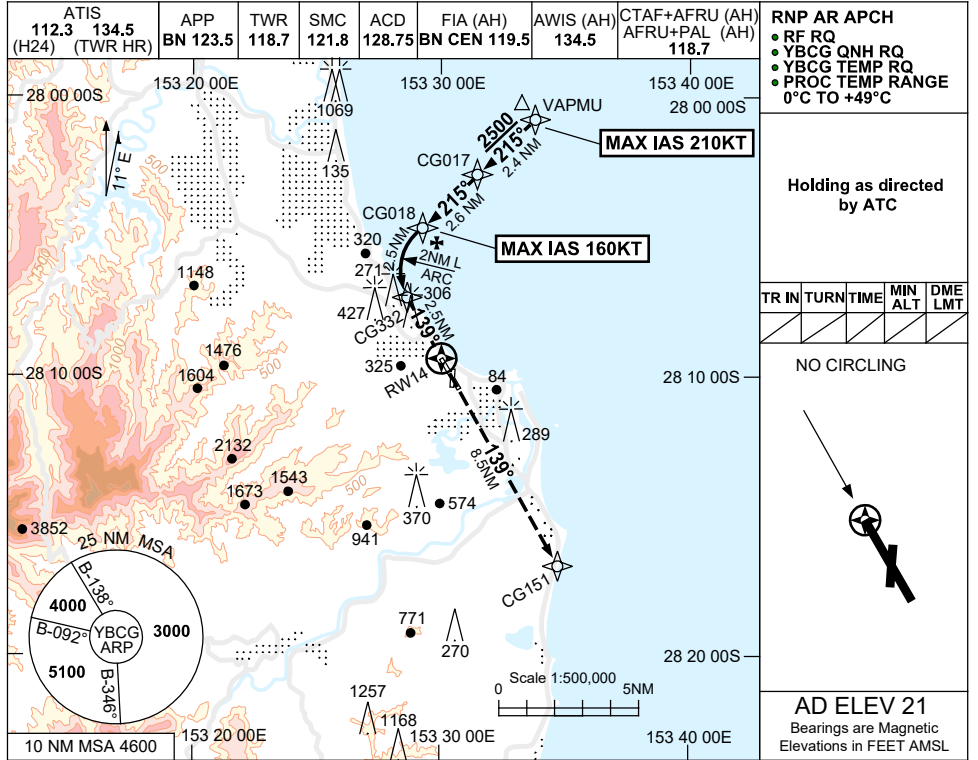 ATIS
112.3 134.5
(H24) (TWR HR)
APP
BN 123.5
TWR
118.7
SMC
121.8
ACD
128.75
FIA (AH)
BN CEN 119.5
AWIS (AH)
134.5
CTAF+AFRU (AH)
AFRU+PAL (AH)
118.7
RNP AR APCH
• RF RQ
• YBCG QNH RQ
• YBCG TEMP RQ
• PROC TEMP RANGE
0°C TO +49°C
Holding as directed
by ATC
TR IN
TURN
TIME
MIN
ALT
DME
LMT
NO CIRCLING
AD ELEV 21
Bearings are Magnetic
Elevations in FEET AMSL
153 20 00E
153 30 00E
153 40 00E
28 00 00S
28 00 00S
1069
VAPMU
2500
215°
2.4 NM
MAX IAS 210KT
11° E
500
135
CG017
215°
2.6 NM
CG018
MAX IAS 160KT
1500
320
2.5NM
2NM L
ARC
271
1148
306
427
CG332
2.5NM
139°
1000
1476
500
325
RW14
28 10 00S
1604
84
28 10 00S
289
2132
139°
8.5NM
1543
500
1673
370
574
3852
941
25 NM MSA
B-138°
4000
3000
B-092°
YBCG
ARP
5100
B-346°
10 NM MSA 4600
CG151
771
270
28 20 00S
Scale 1:500,000
0
5NM
1257
1168
153 20 00E
153 30 00E
153 40 00E